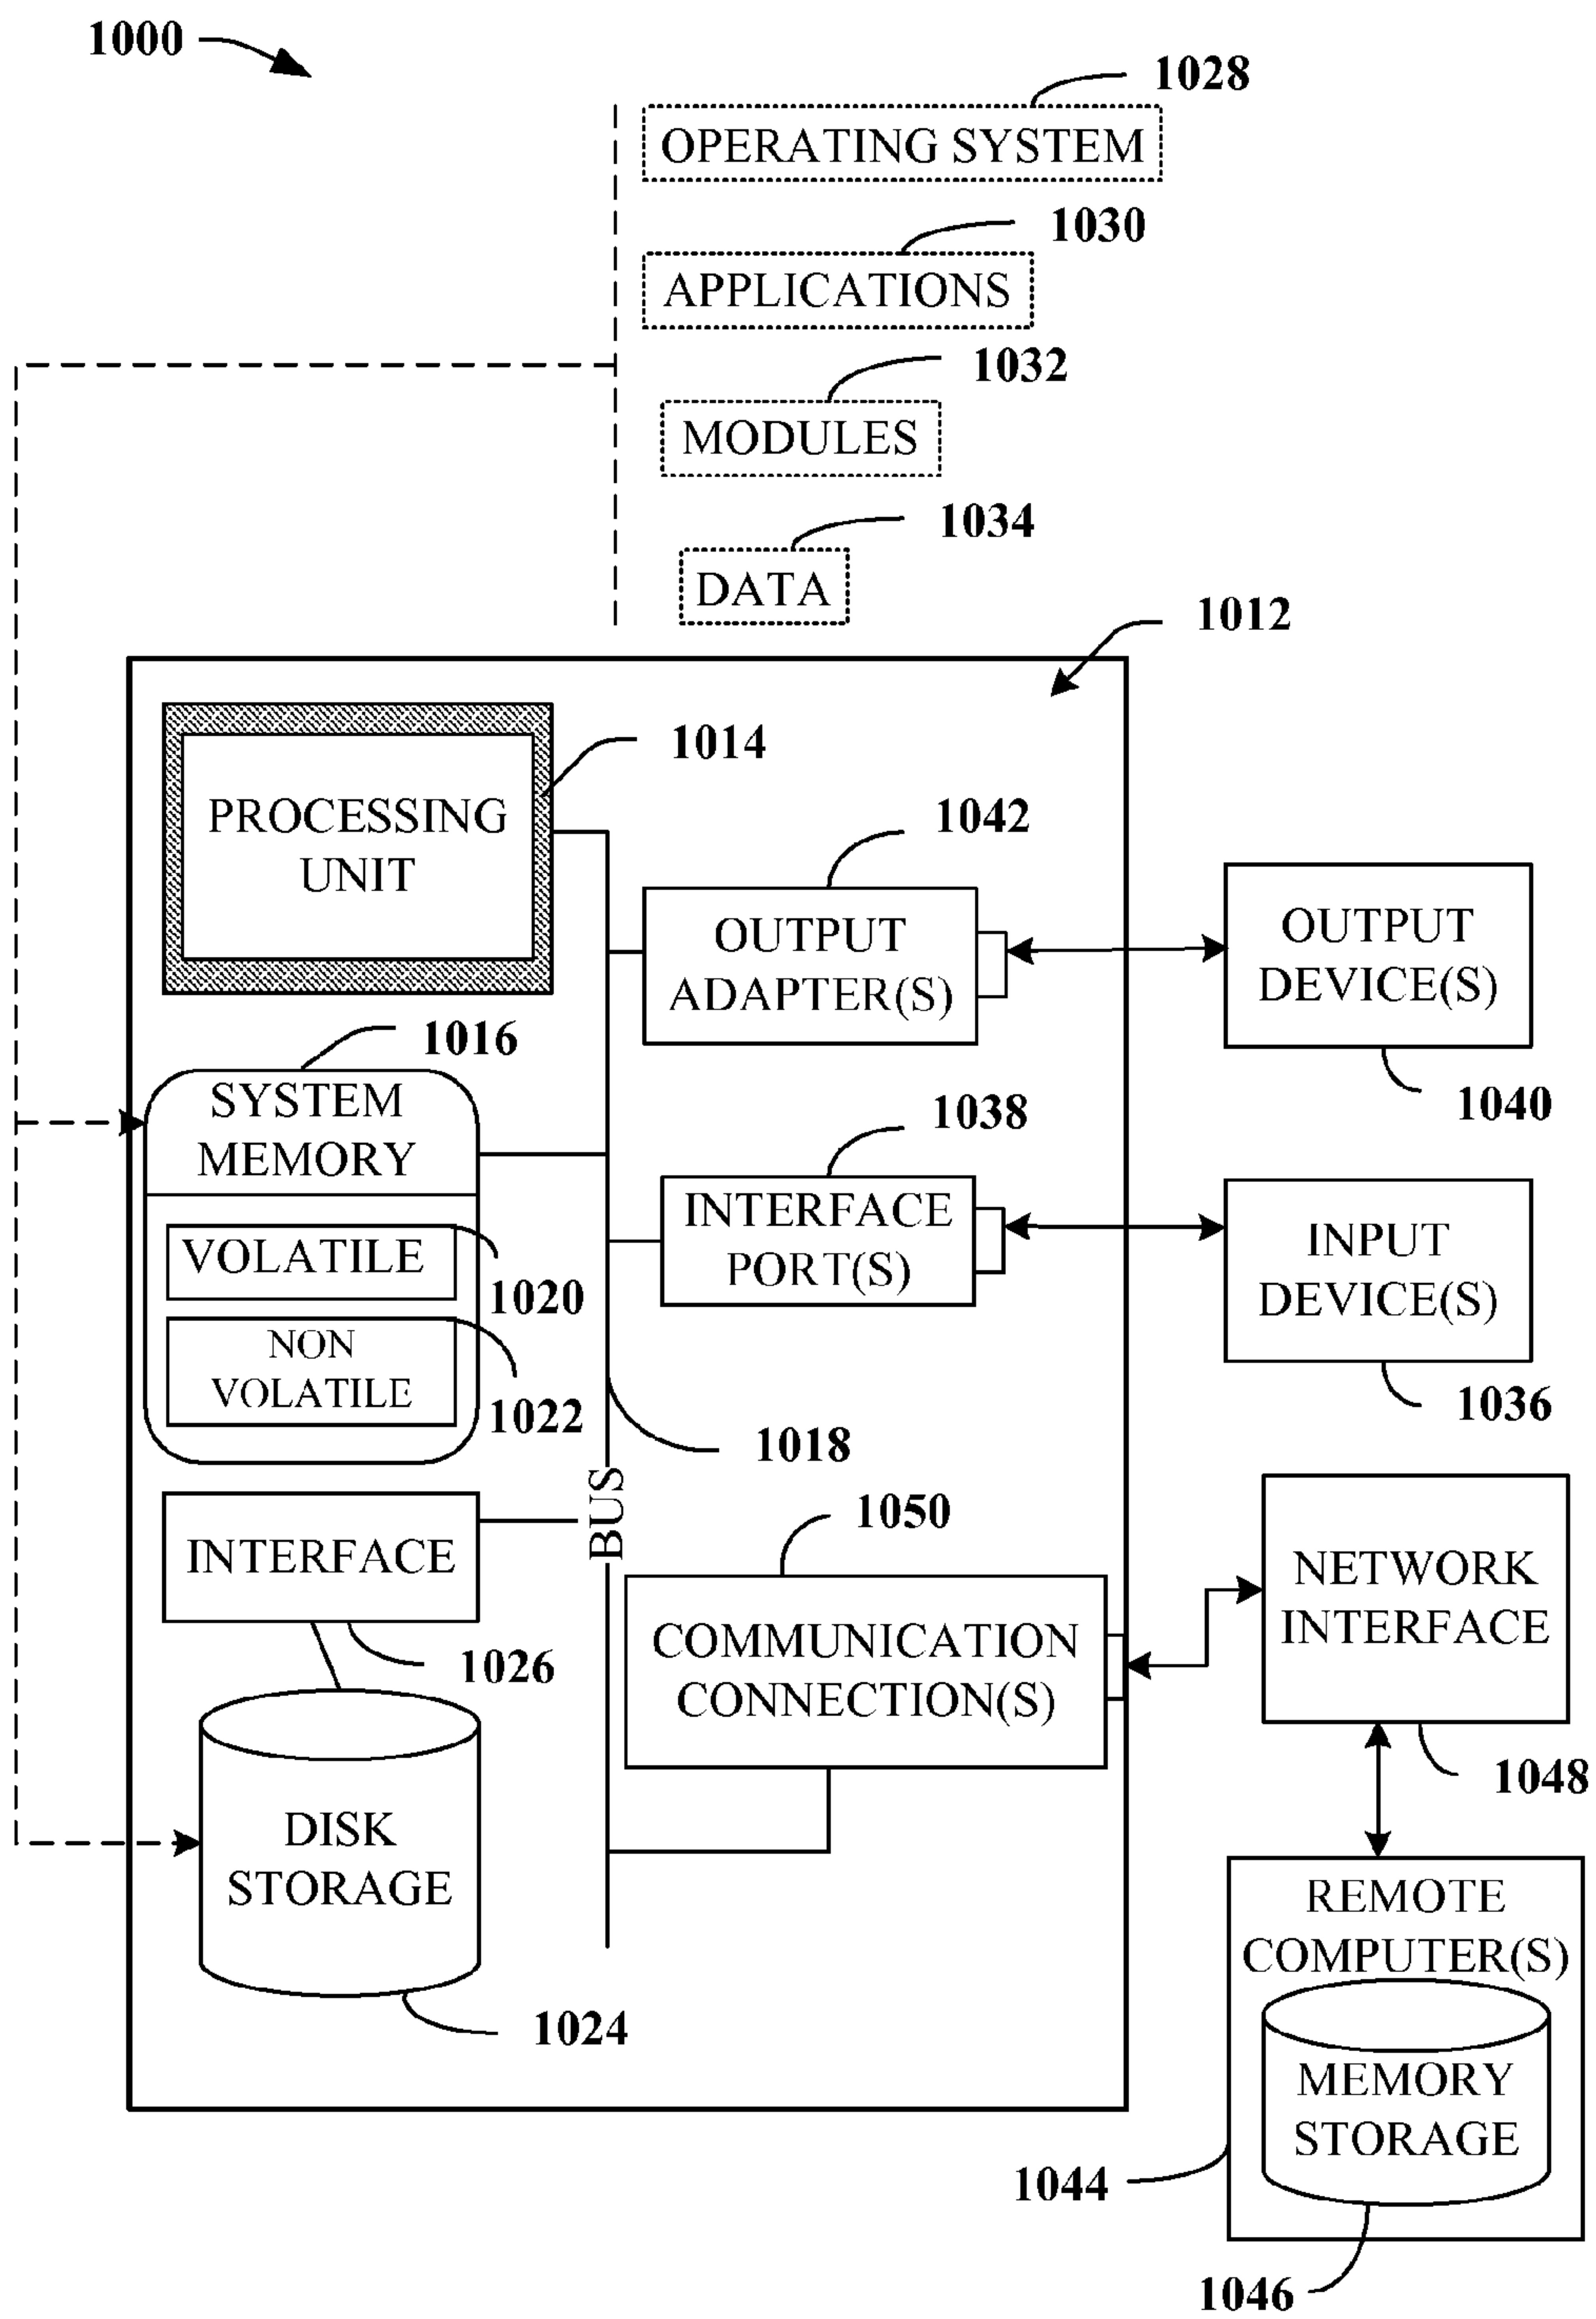 1000
1028
OPERATING SYSTEM
1030
APPLICATIONS
1032
MODULES
1034
DATA
1012
1014
PROCESSING
UNIT
1042
OUTPUT
ADAPTER(S)
OUTPUT
DEVICE(S)
1040
1016
SYSTEM
MEMORY
VOLATILE
1020
NON
VOLATILE
1022
1038
INTERFACE
PORT(S)
INPUT
DEVICE(S)
1036
1018
BUS
INTERFACE
1026
1050
COMMUNICATION
CONNECTION(S)
NETWORK
INTERFACE
1048
DISK
STORAGE
1024
REMOTE
COMPUTER(S)
MEMORY
STORAGE
1044
1046